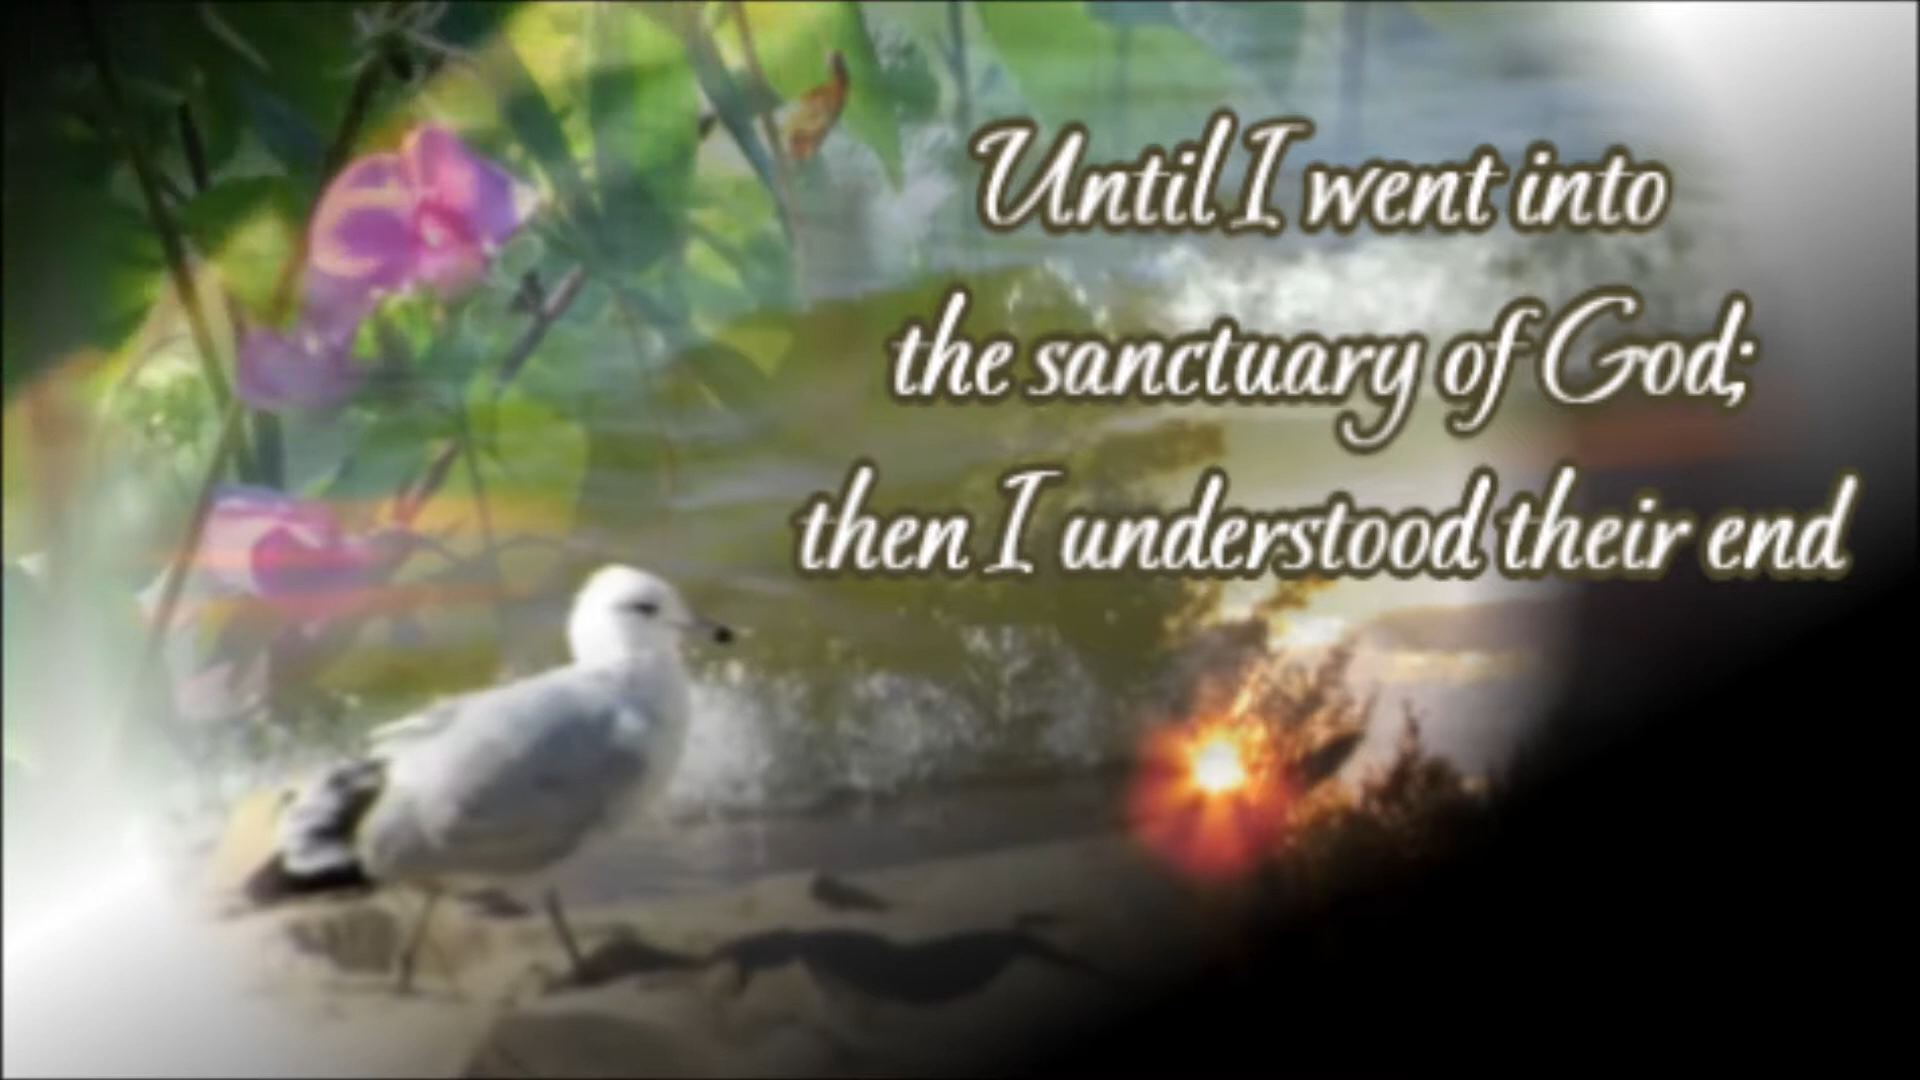 Until I went into
the sanctuary of God;
then I understood their end